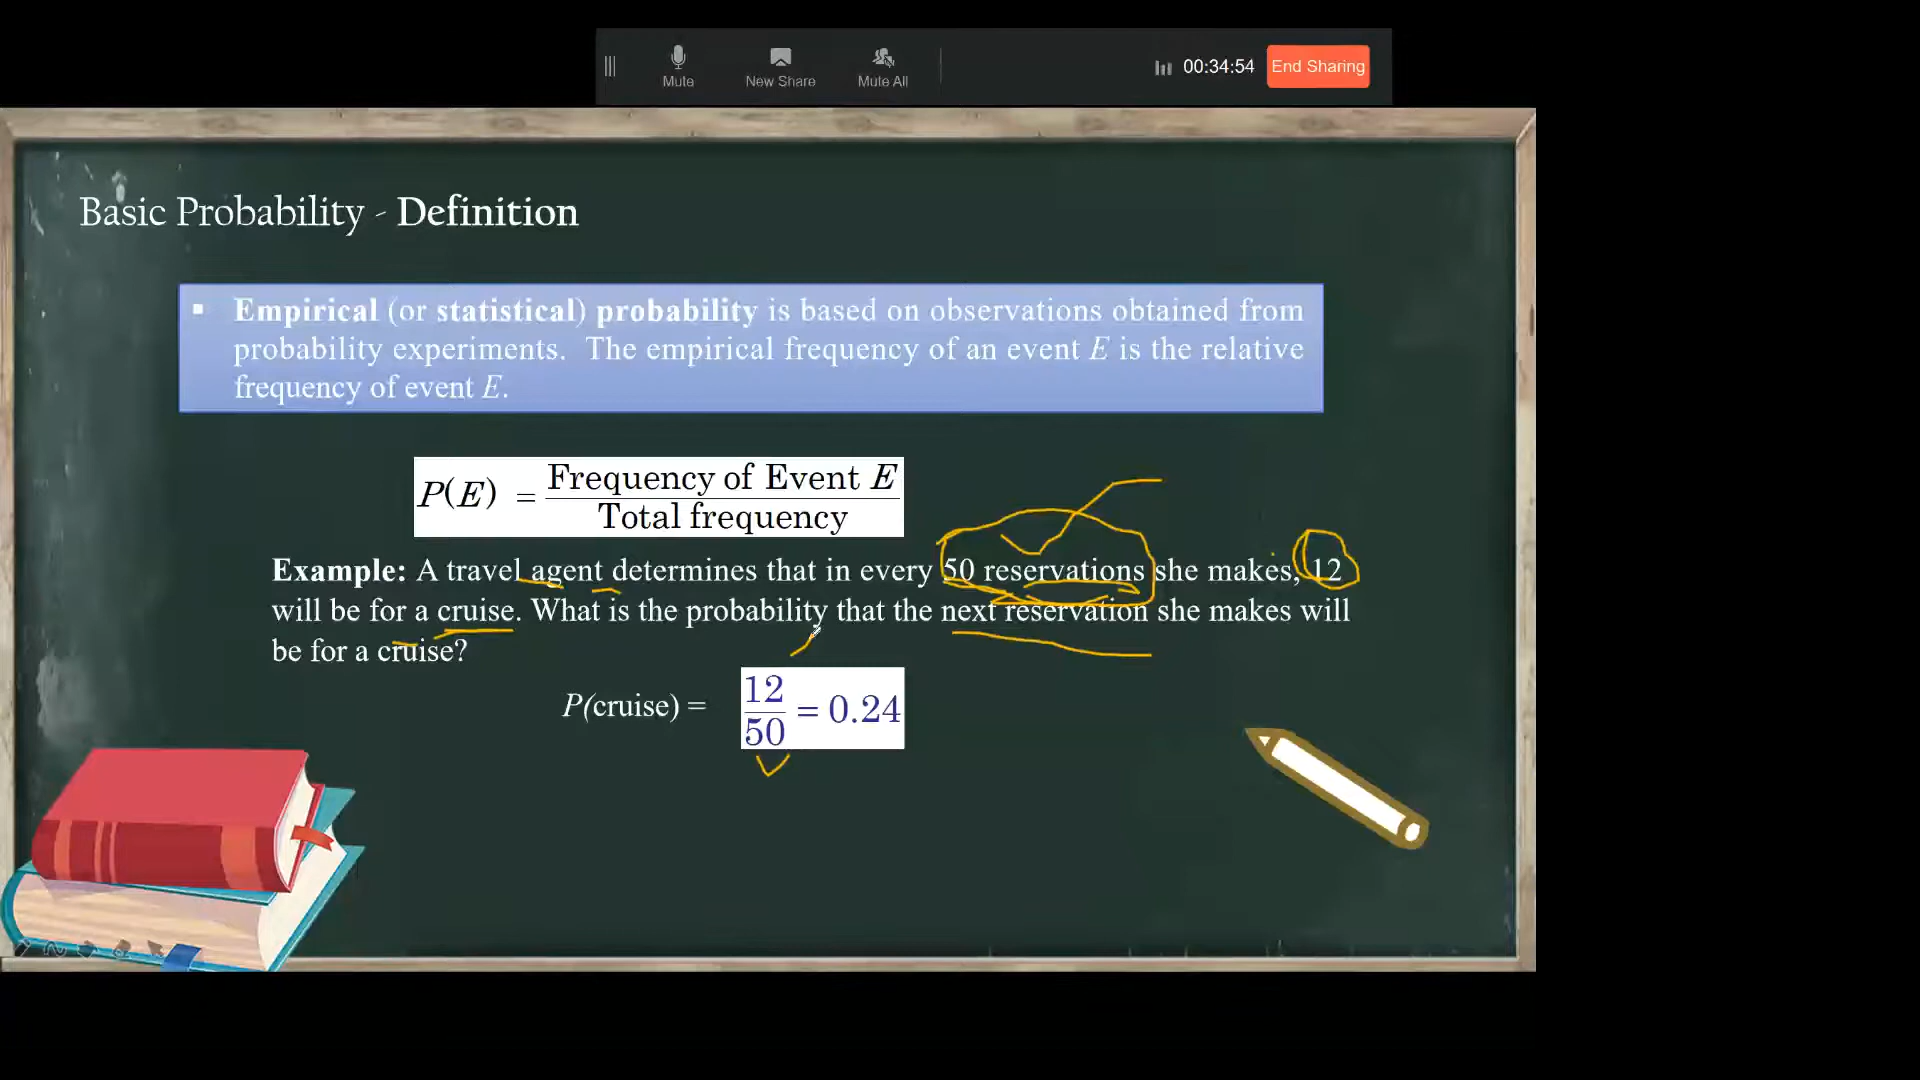 Mute
New Share
Mute All
00:34:54
End Sharing
Basic Probability - Definition
▪ Empirical (or statistical) probability is based on observations obtained from
probability experiments. The empirical frequency of an event E is the relative
frequency of event E.
P(E) = Frequency of Event E
Total frequency
Example: A travel agent determines that in every 50 reservations she makes, 12
will be for a cruise. What is the probability that the next reservation she makes will
be for a cruise?
P(cruise) =
12
50
= 0.24